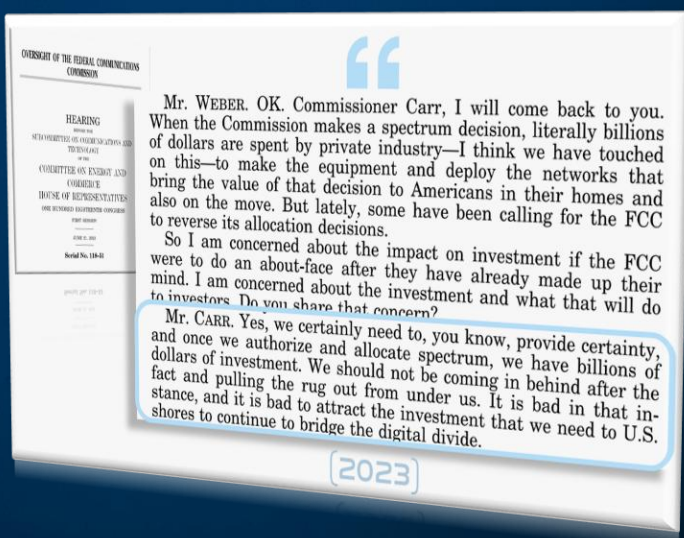 OVERSIGHT OF THE FEDERAL COMMUNICATIONS
COMMISSION
HEARING
BEFORE THE
SUBCOMMITTEE ON COMMUNICATIONS AND
TECHNOLOGY
OF THE
COMMITTEE ON ENERGY AND
COMMERCE
HOUSE OF REPRESENTATIVES
ONE HUNDRED EIGHTEENTH CONGRESS
FIRST SESSION
JUNE 21, 2023
“
Mr. WEBER. OK. Commissioner Carr, I will come back to you.
When the Commission makes a spectrum decision, literally billions
of dollars are spent by private industry—I think we have touched
on this—to make the equipment and deploy the networks that
bring the value of that decision to Americans in their homes and
also on the move. But lately, some have been calling for the FCC
to reverse its allocation decisions.
So I am concerned about the impact on investment if the FCC
were to do an about-face after they have already made up their
mind. I am concerned about the investment and what that will do
to investors. Do you share that concern?
Mr. CARR. Yes, we certainly need to, you know, provide certainty,
and once we authorize and allocate spectrum, we have billions of
dollars of investment. We should not be coming in behind after the
fact and pulling the rug out from under us. It is bad in that in-
stance, and it is bad to attract the investment that we need to U.S.
shores to continue to bridge the digital divide.
(2023)